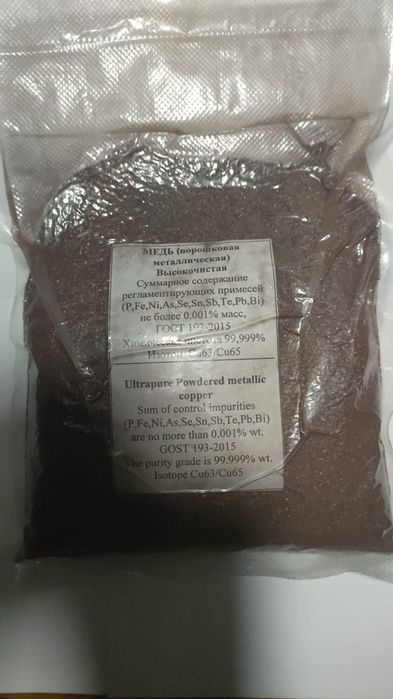 МЕДЬ (порошковая
металлическая)
Высокочистая
Суммарное содержание
регламентирующих примесей
(P,Fe,Ni,As,Se,Sn,Sb,Te,Pb,Bi)
не более 0.001% масс,
ГОСТ 193-2015
Химическая чистота 99,999%
Изотоп Cu63/Cu65
Ultrapure Powdered metallic
copper
Sum of control impurities
(P,Fe,Ni,As,Se,Sn,Sb,Te,Pb,Bi)
are no more than 0.001% wt.
GOST 193-2015
The purity grade is 99.999% wt.
Isotope Cu63/Cu65